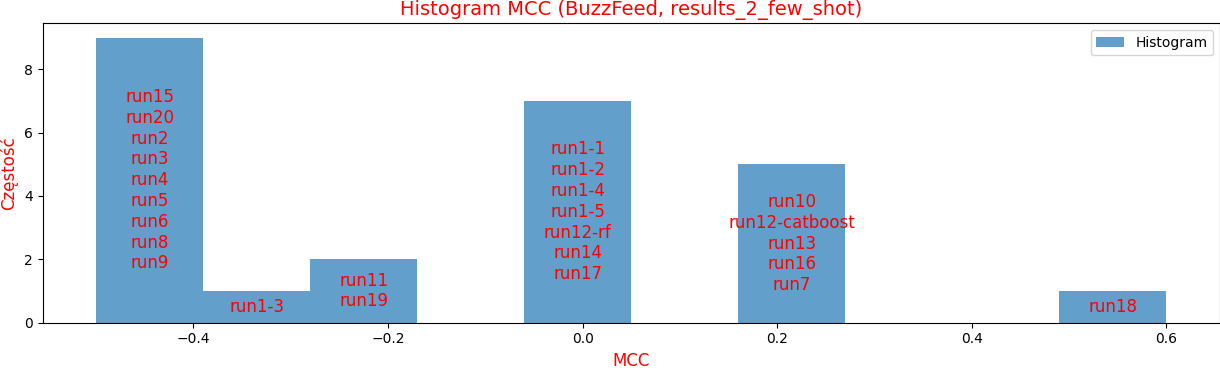 Histogram MCC (BuzzFeed, results_2_few_shot)
Histogram
Częstość
8
6
4
2
0
run15
run20
run2
run3
run4
run5
run6
run8
run9
run1-3
run11
run19
run1-1
run1-2
run1-4
run1-5
run12-rf
run14
run17
run10
run12-catboost
run13
run16
run7
run18
−0.4 −0.2 0.0 0.2 0.4 0.6
MCC